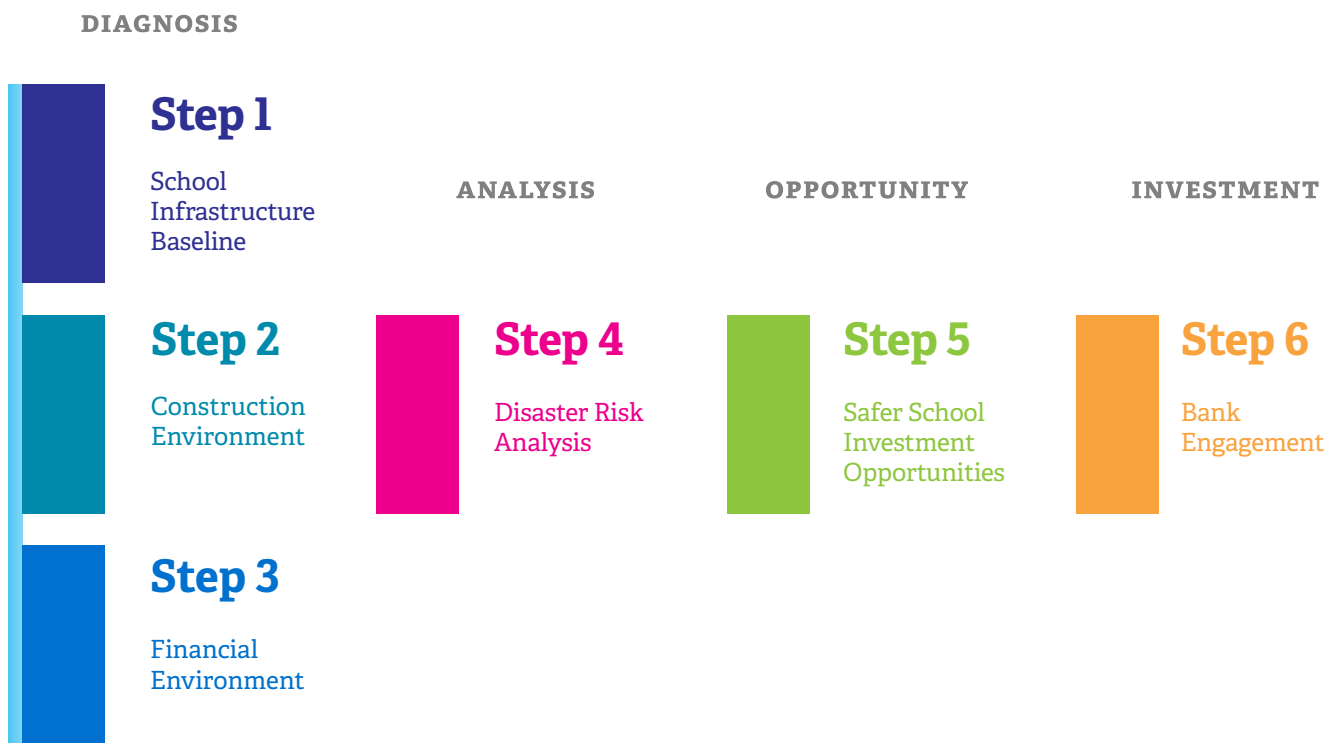 DIAGNOSIS
Step 1
School
Infrastructure
Baseline
Step 2
Construction
Environment
Step 3
Financial
Environment
ANALYSIS
Step 4
Disaster Risk
Analysis
OPPORTUNITY
Step 5
Safer School
Investment
Opportunities
INVESTMENT
Step 6
Bank
Engagement